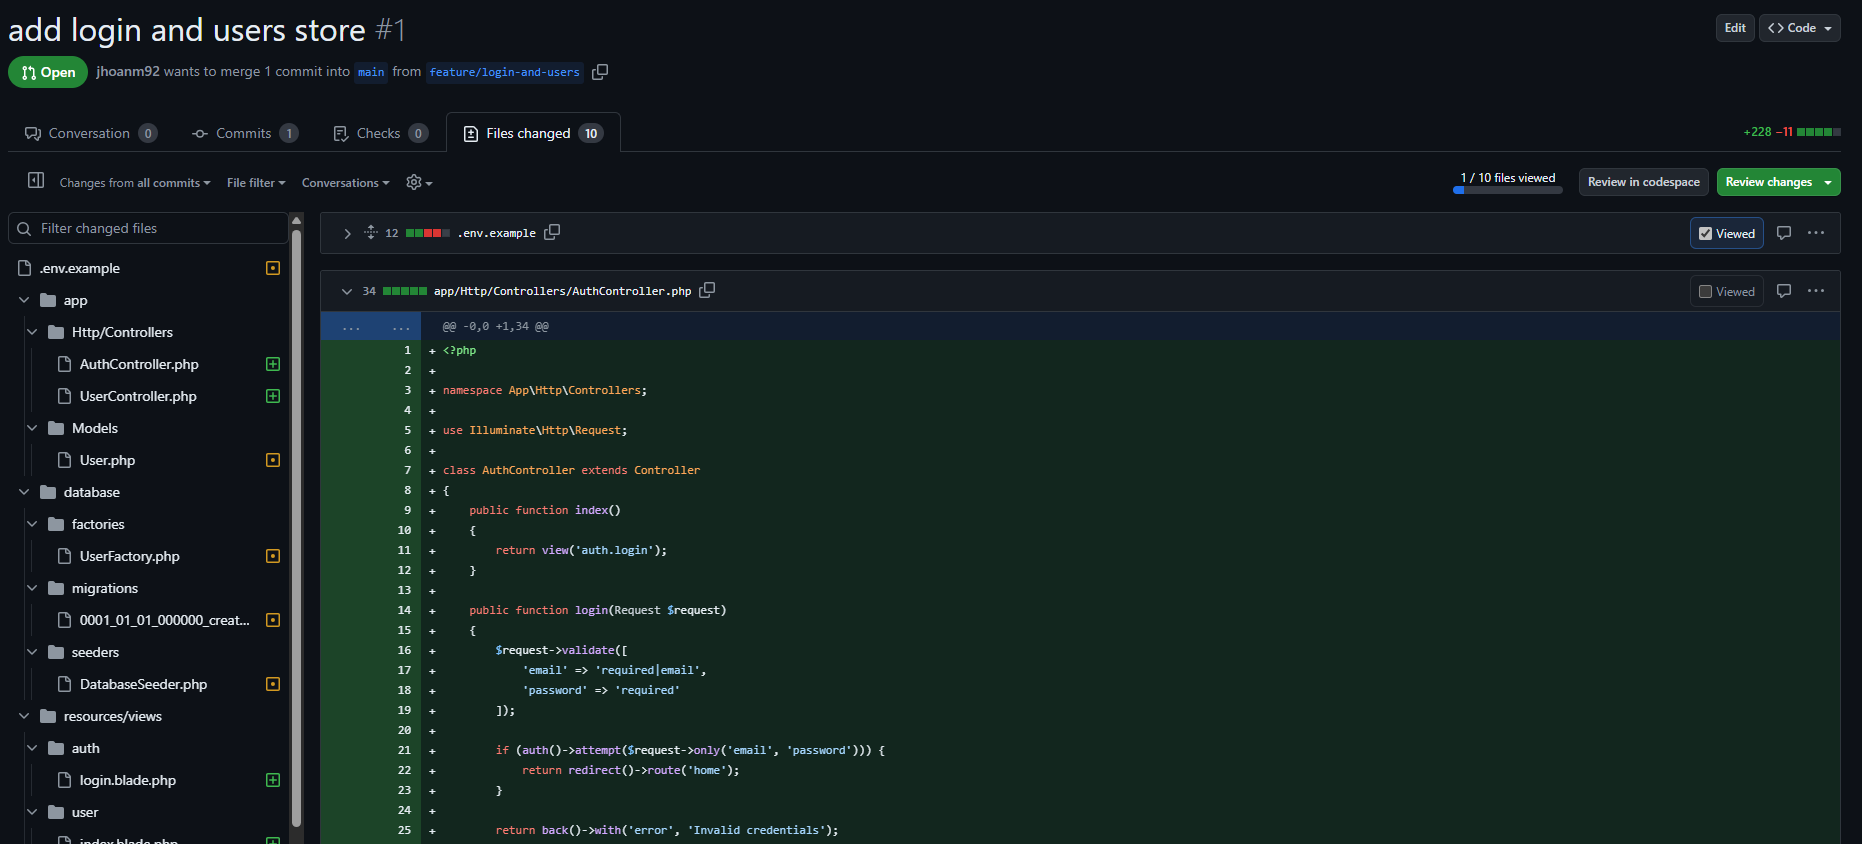 add login and users store #1
Edit
<> Code
Open
jhoanm92 wants to merge 1 commit into main from feature/login-and-users
Conversation 0
Commits 1
Checks 0
Files changed 10
+228 −11
Changes from all commits
File filter
Conversations
1 / 10 files viewed
Review in codespace
Review changes
Filter changed files
.env.example
app
Http/Controllers
AuthController.php
UserController.php
Models
User.php
database
factories
UserFactory.php
migrations
0001_01_01_000000_creat...
seeders
DatabaseSeeder.php
resources/views
auth
login.blade.php
user
index.blade.php
12 .env.example
Viewed
34 app/Http/Controllers/AuthController.php
Viewed
... ... @@ -0,0 +1,34 @@
1 + <?php
2 +
3 + namespace App\Http\Controllers;
4 +
5 + use Illuminate\Http\Request;
6 +
7 + class AuthController extends Controller
8 + {
9 +     public function index()
10 +     {
11 +         return view('auth.login');
12 +     }
13 +
14 +     public function login(Request $request)
15 +     {
16 +         $request->validate([
17 +             'email' => 'required|email',
18 +             'password' => 'required'
19 +         ]);
20 +
21 +         if (auth()->attempt($request->only('email', 'password'))) {
22 +             return redirect()->route('home');
23 +         }
24 +
25 +         return back()->with('error', 'Invalid credentials');